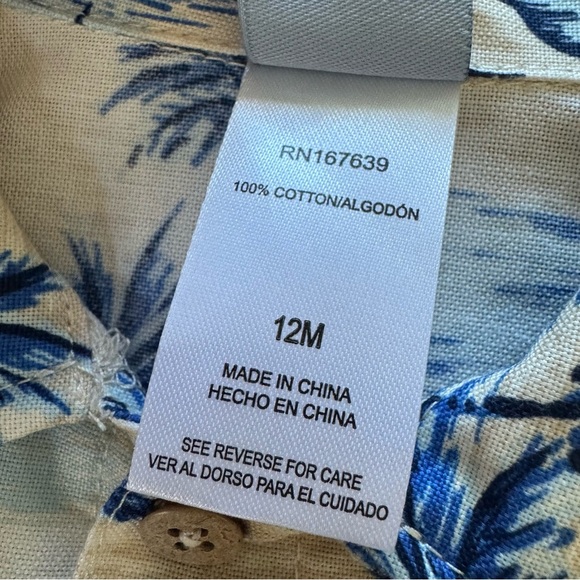 RN167639
100% COTTON/ALGODÓN
12M
MADE IN CHINA
HECHO EN CHINA
SEE REVERSE FOR CARE
VER AL DORSO PARA EL CUIDADO